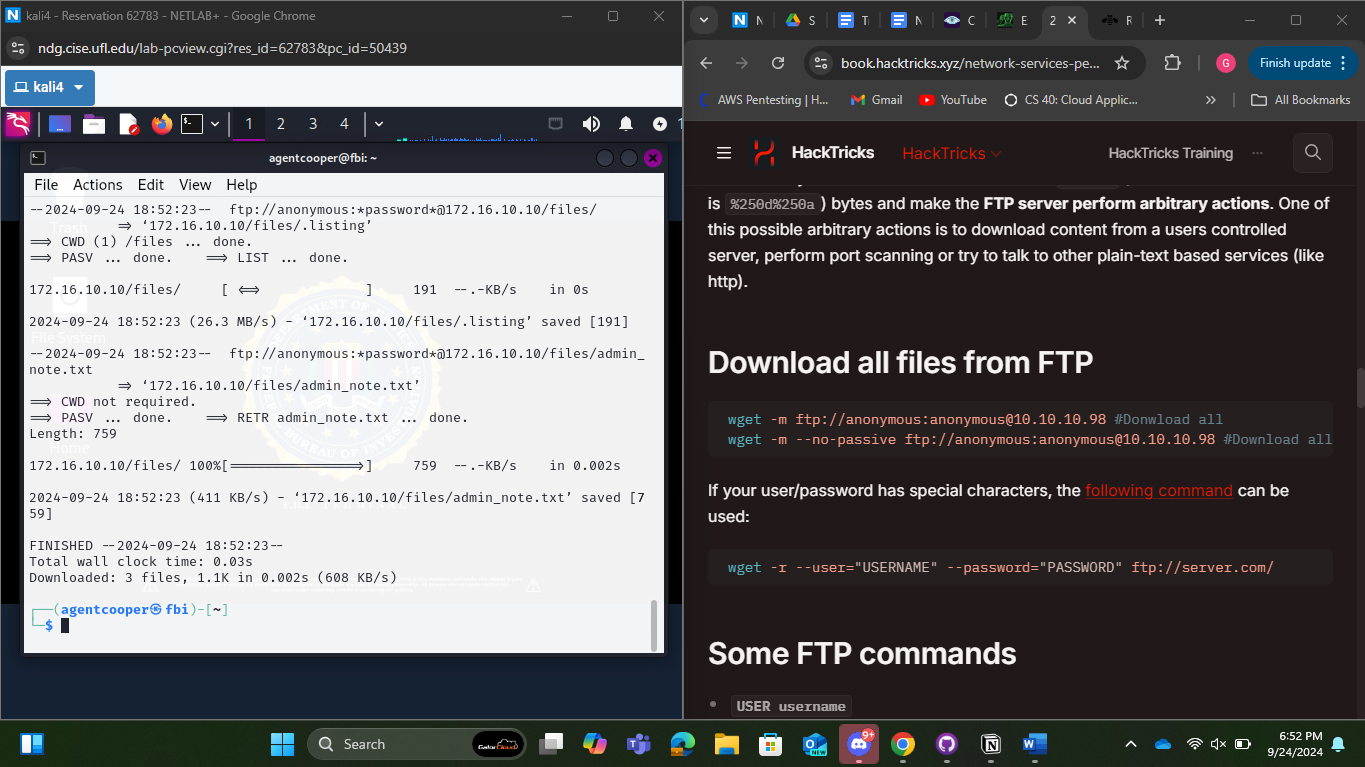 kali4 - Reservation 62783 - NETLAB+ - Google Chrome
ndg.cise.ufl.edu/lab-pcview.cgi?res_id=62783&pc_id=50439
kali4
1 2 3 4
1
agentcooper@fbi: ~
File Actions Edit View Help
--2024-09-24 18:52:23-- ftp://anonymous:*password*@172.16.10.10/files/
=> ‘172.16.10.10/files/.listing’
==> CWD (1) /files ... done.
==> PASV ... done. ==> LIST ... done.
172.16.10.10/files/ [ <=> ] 191 --.-KB/s in 0s
2024-09-24 18:52:23 (26.3 MB/s) - ‘172.16.10.10/files/.listing’ saved [191]
--2024-09-24 18:52:23-- ftp://anonymous:*password*@172.16.10.10/files/admin_
note.txt
=> ‘172.16.10.10/files/admin_note.txt’
==> CWD not required.
==> PASV ... done. ==> RETR admin_note.txt ... done.
Length: 759
172.16.10.10/files/ 100%[===================>] 759 --.-KB/s in 0.002s
2024-09-24 18:52:23 (411 KB/s) - ‘172.16.10.10/files/admin_note.txt’ saved [7
59]
FINISHED --2024-09-24 18:52:23--
Total wall clock time: 0.03s
Downloaded: 3 files, 1.1K in 0.002s (608 KB/s)
┌──(agentcooper㉿fbi)-[~]
└─$
Trash
File System
Home
N S T N C E 2 R
book.hacktricks.xyz/network-services-pe...
G
Finish update
AWS Pentesting | H...
Gmail
YouTube
CS 40: Cloud Applic...
»
All Bookmarks
HackTricks
HackTricks
HackTricks Training
is %250d%250a ) bytes and make the FTP server perform arbitrary actions. One of
this possible arbitrary actions is to download content from a users controlled
server, perform port scanning or try to talk to other plain-text based services (like
http).
Download all files from FTP
wget -m ftp://anonymous:anonymous@10.10.10.98 #Donwload all
wget -m --no-passive ftp://anonymous:anonymous@10.10.10.98 #Download all
If your user/password has special characters, the following command can be
used:
wget -r --user="USERNAME" --password="PASSWORD" ftp://server.com/
Some FTP commands
USER username
Search
GatorCloud
NEW
9+
6:52 PM
9/24/2024